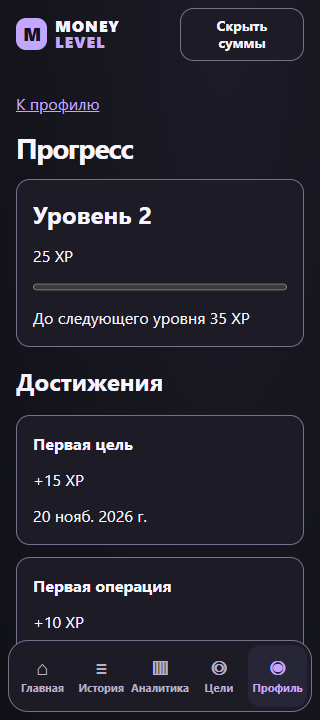 M MONEY
LEVEL
Скрыть
суммы
К профилю
Прогресс
Уровень 2
25 XP
До следующего уровня 35 XP
Достижения
Первая цель
+15 XP
20 нояб. 2026 г.
Первая операция
+10 XP
Главная
История
Аналитика
Цели
Профиль